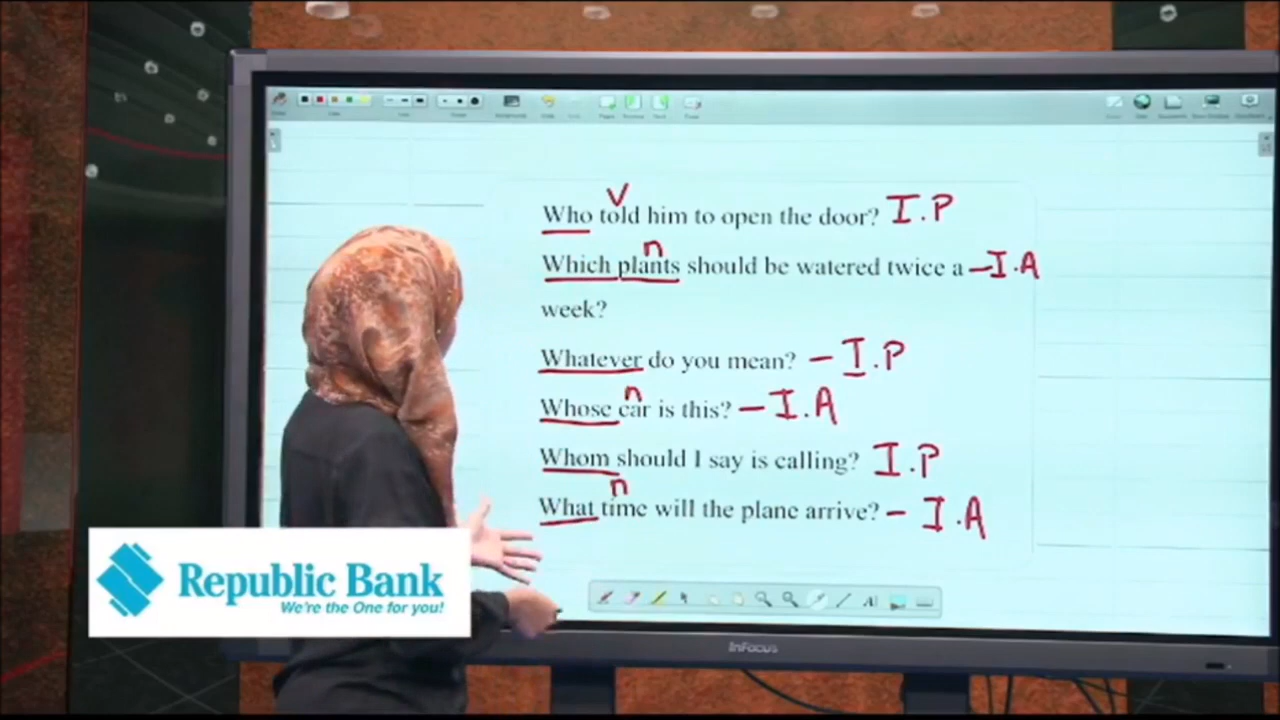 V
Who told him to open the door? I.P
n
Which plants should be watered twice a – I.A
week?
Whatever do you mean? – I.P
n
Whose car is this? – I.A
Whom should I say is calling? I.P
n
What time will the plane arrive? – I.A
Republic Bank
We're the One for you!
InFocus